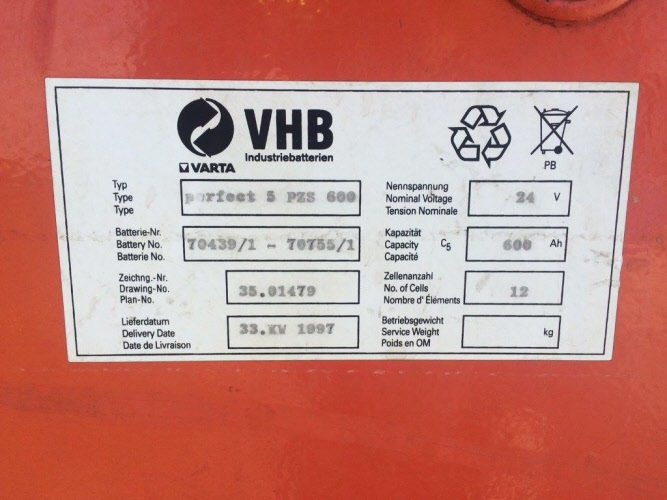 VHB
Industriebatterien
VARTA
PB
Typ
Type
Type
perfect 5 PZS 600
Batterie-Nr.
Battery No.
Batterie No.
70439/1 - 70755/1
Zeichng.-Nr.
Drawing-No.
Plan-No.
35.01479
Lieferdatum
Delivery Date
Date de Livraison
33.KW 1997
Nennspannung
Nominal Voltage
Tension Nominale
24 V
Kapazität
Capacity C5
Capacité
600 Ah
Zellenanzahl
No. of Cells
Nombre d' Éléments
12
Betriebsgewicht
Service Weight
Poids en OM
kg